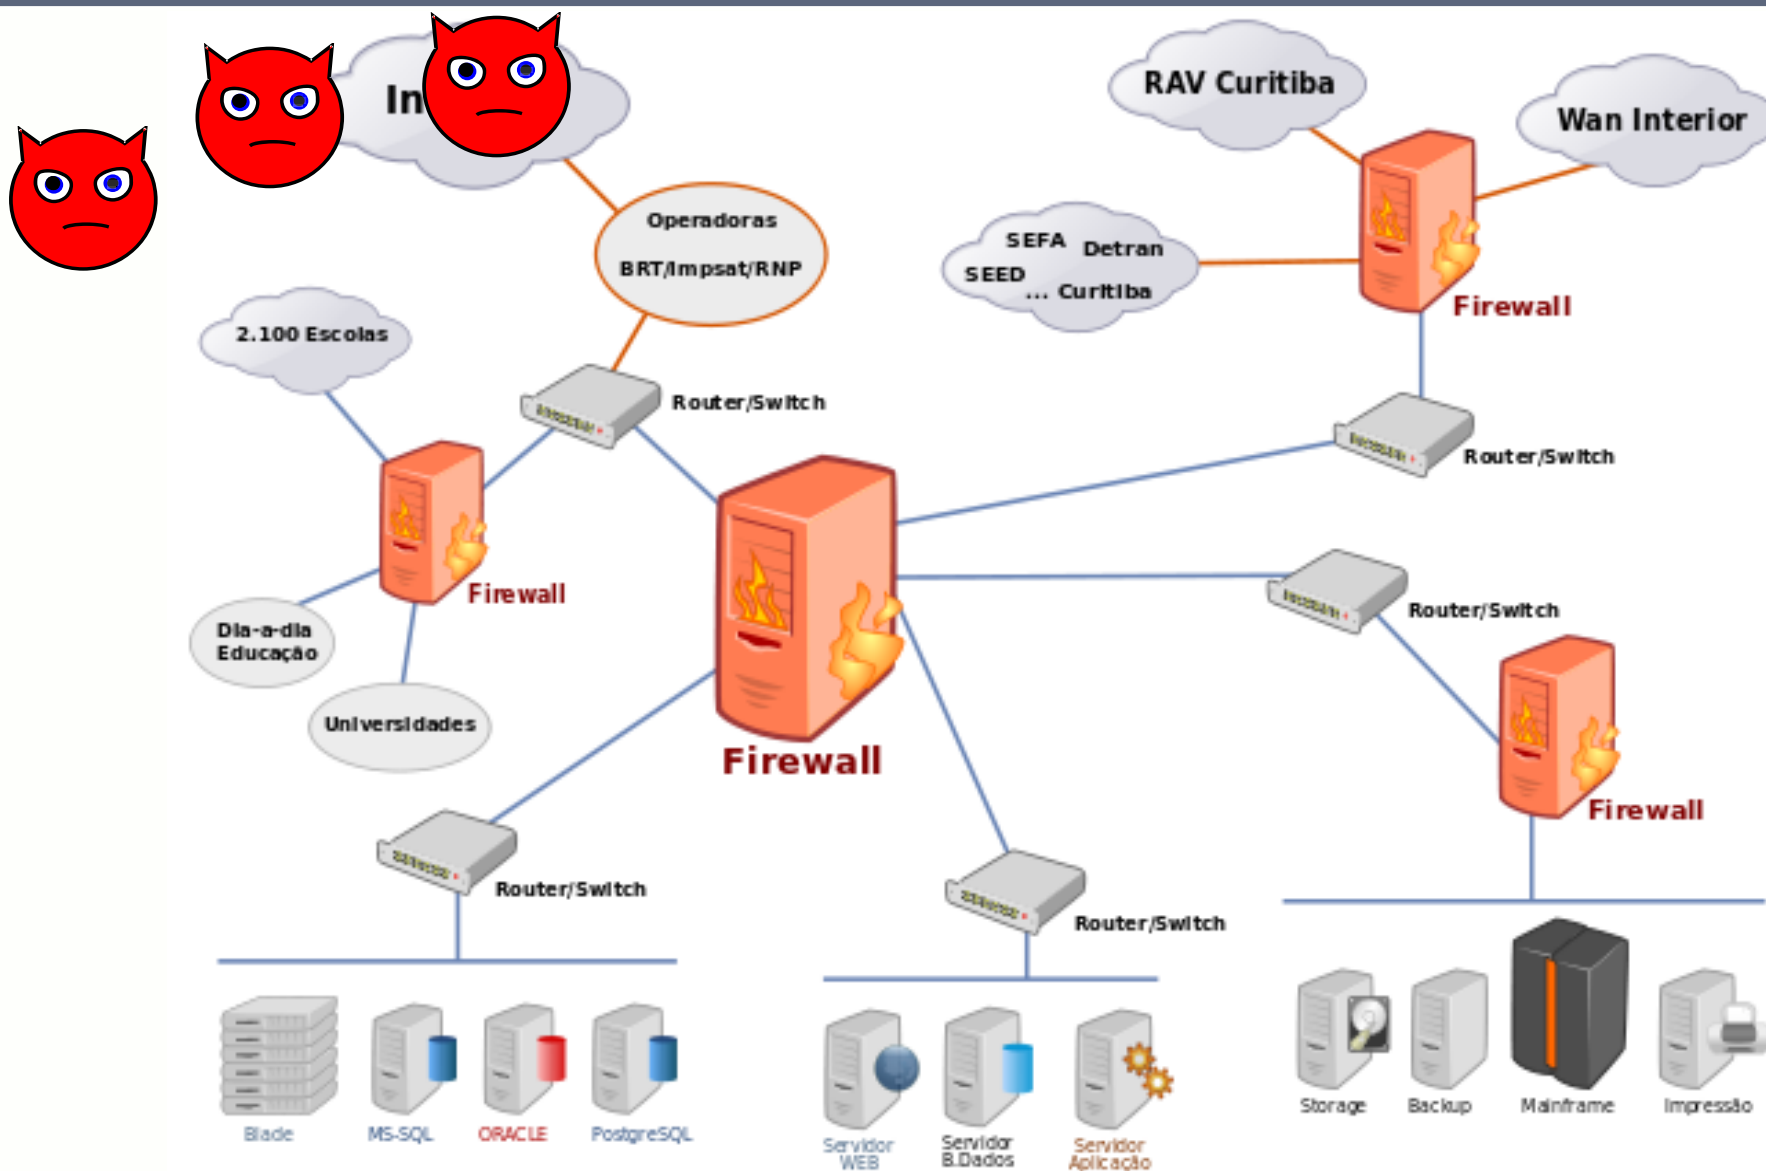 In
RAV Curitiba
Wan Interior
Operadoras
BRT/Impsat/RNP
SEFA
Detran
SEED
... Curitiba
Firewall
2.100 Escolas
Router/Switch
Router/Switch
Firewall
Router/Switch
Dia-a-dia
Educação
Universidades
Firewall
Firewall
Router/Switch
Router/Switch
Storage
Backup
Mainframe
Impressão
Blade
MS-SQL
ORACLE
PostgreSQL
Servidor
WEB
Servidor
B.Dados
Servidor
Aplicação